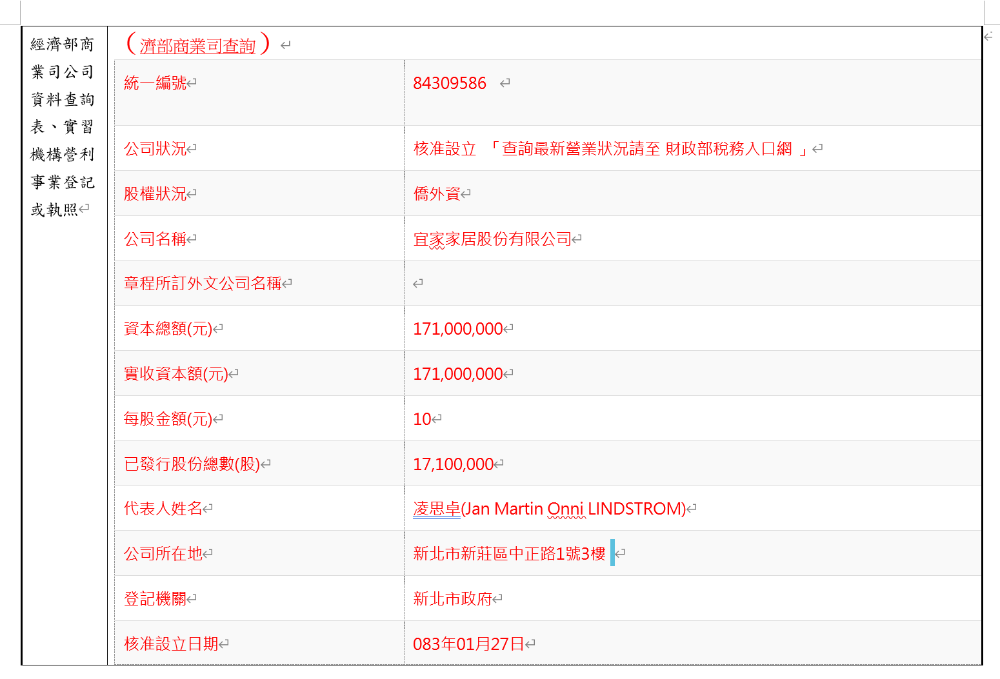 經濟部商
業司公司
資料查詢
表、實習
機構營利
事業登記
或執照
（濟部商業司查詢）
統一編號 84309586
公司狀況 核准設立 「查詢最新營業狀況請至 財政部稅務入口網 」
股權狀況 僑外資
公司名稱 宜家家居股份有限公司
章程所訂外文公司名稱
資本總額(元) 171,000,000
實收資本額(元) 171,000,000
每股金額(元) 10
已發行股份總數(股) 17,100,000
代表人姓名 凌思卓(Jan Martin Onni LINDSTROM)
公司所在地 新北市新莊區中正路1號3樓
登記機關 新北市政府
核准設立日期 083年01月27日